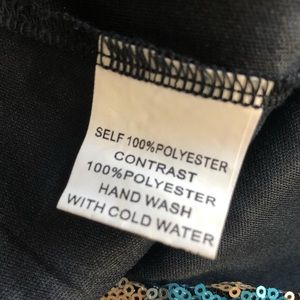 SELF 100%POLYESTER
CONTRAST
100%POLYESTER
HAND WASH
WITH COLD WATER